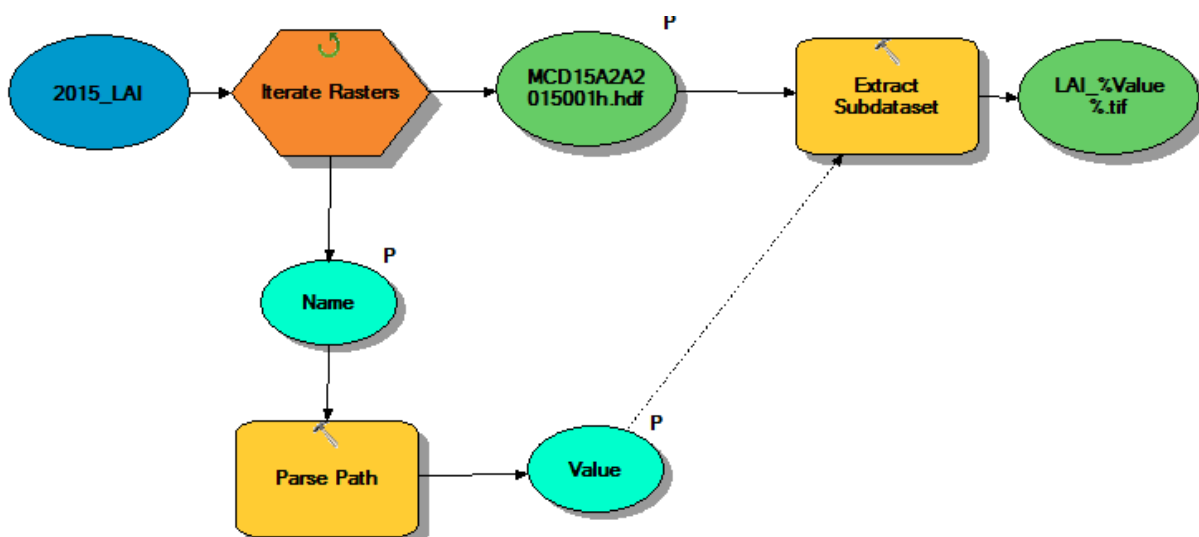 P
2015_LAI
Iterate Rasters
MCD15A2A2
015001h.hdf
Extract
Subdataset
LAI_%Value
%.tif
P
Name
P
Parse Path
Value